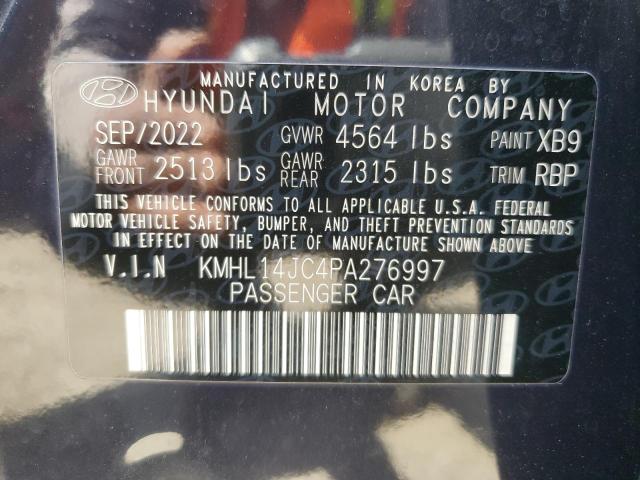 MANUFACTURED IN KOREA BY
HYUNDAI MOTOR COMPANY
SEP/2022 GVWR 4564 lbs PAINT XB9
GAWR FRONT 2513 lbs GAWR REAR 2315 lbs TRIM RBP
THIS VEHICLE CONFORMS TO ALL APPLICABLE U.S.A. FEDERAL
MOTOR VEHICLE SAFETY, BUMPER, AND THEFT PREVENTION STANDARDS
IN EFFECT ON THE DATE OF MANUFACTURE SHOWN ABOVE.
V.I.N KMHL14JC4PA276997
PASSENGER CAR